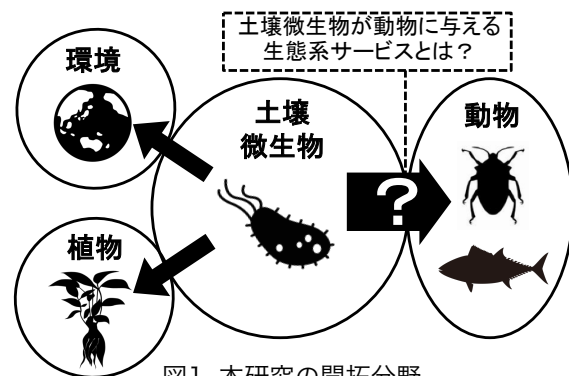 土壌微生物が動物に与える
生態系サービスとは？
環境
土壌
微生物
動物
?
植物
図1 本研究の開拓分野